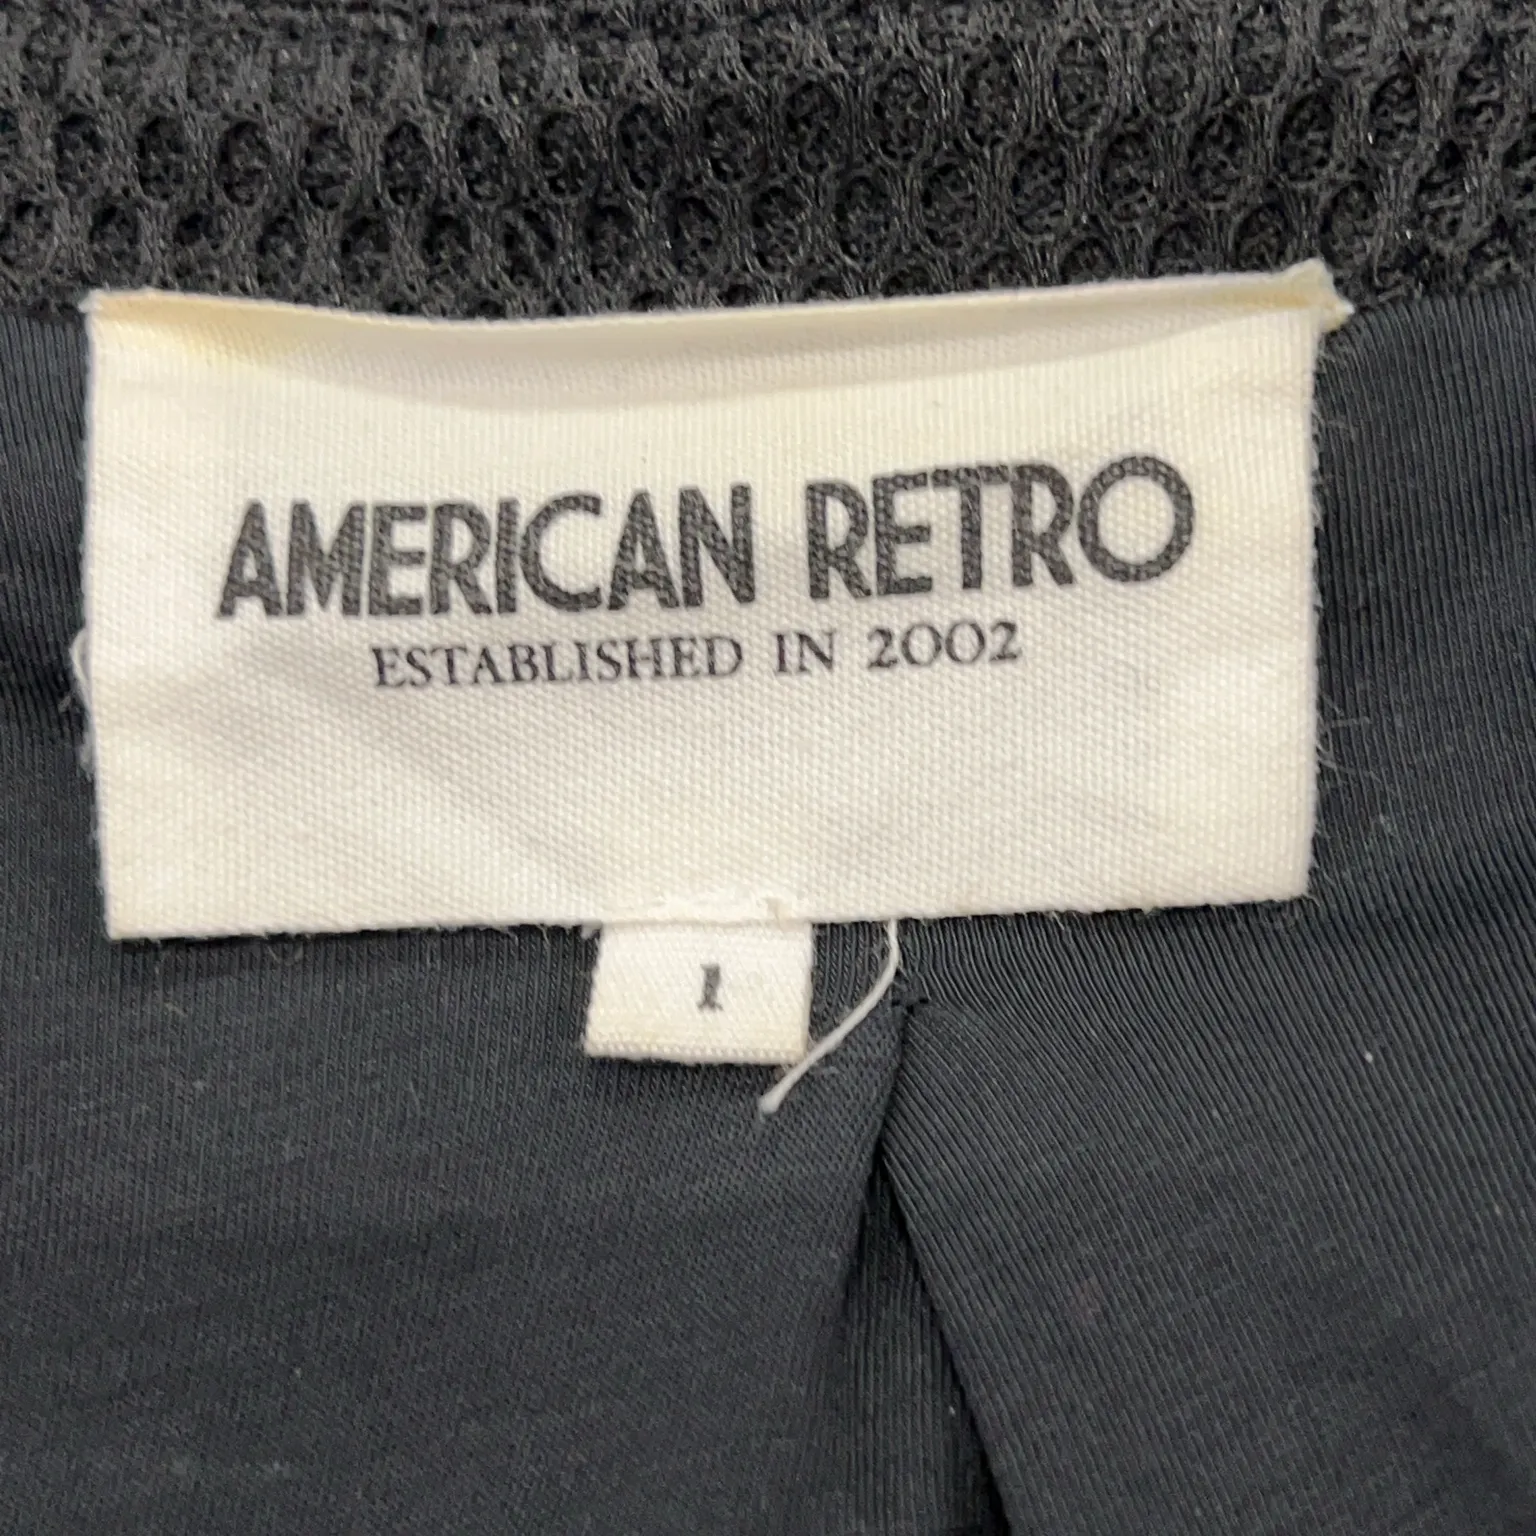 AMERICAN RETRO
ESTABLISHED IN 2002
1